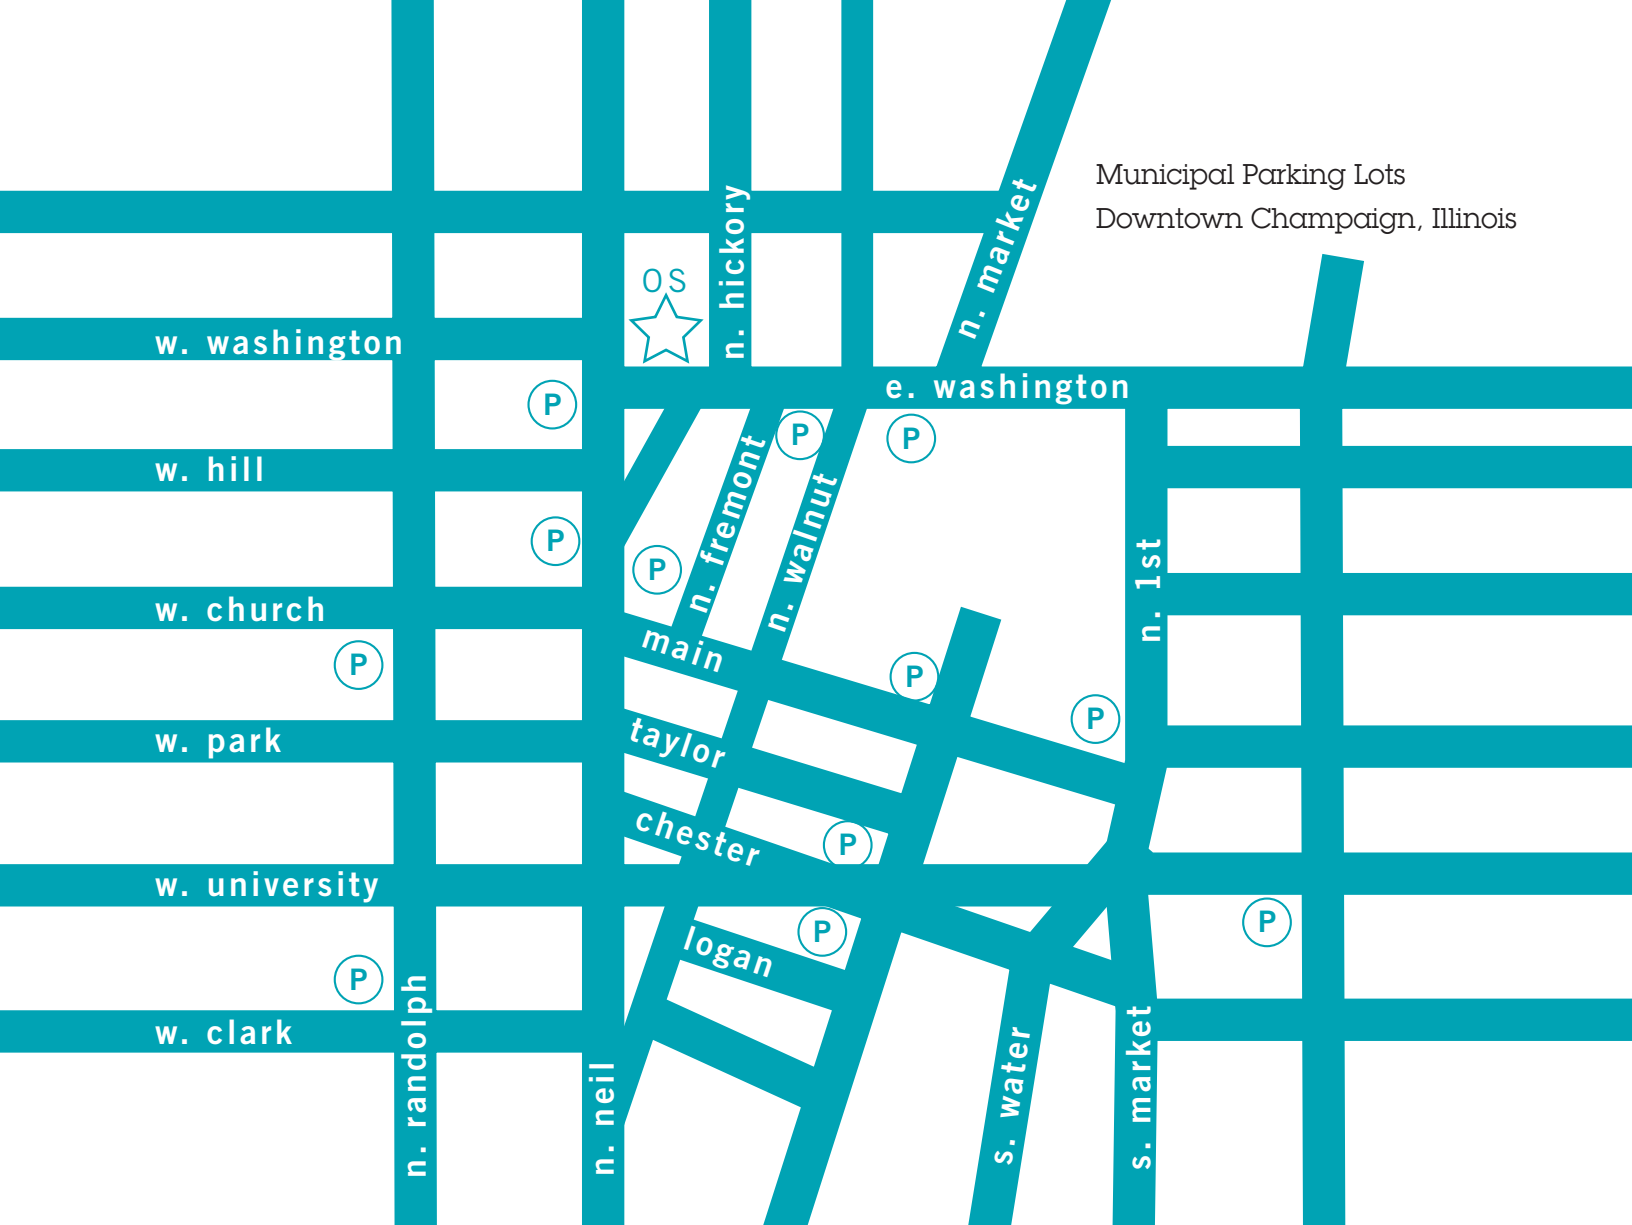 Municipal Parking Lots
Downtown Champaign, Illinois
n. hickory
n. market
OS
w. washington
e. washington
P
P
P
w. hill
n. fremont
n. walnut
P
P
n. 1st
w. church
main
P
P
P
w. park
taylor
chester
P
w. university
P
P
logan
P
w. clark
n. randolph
n. neil
s. water
s. market